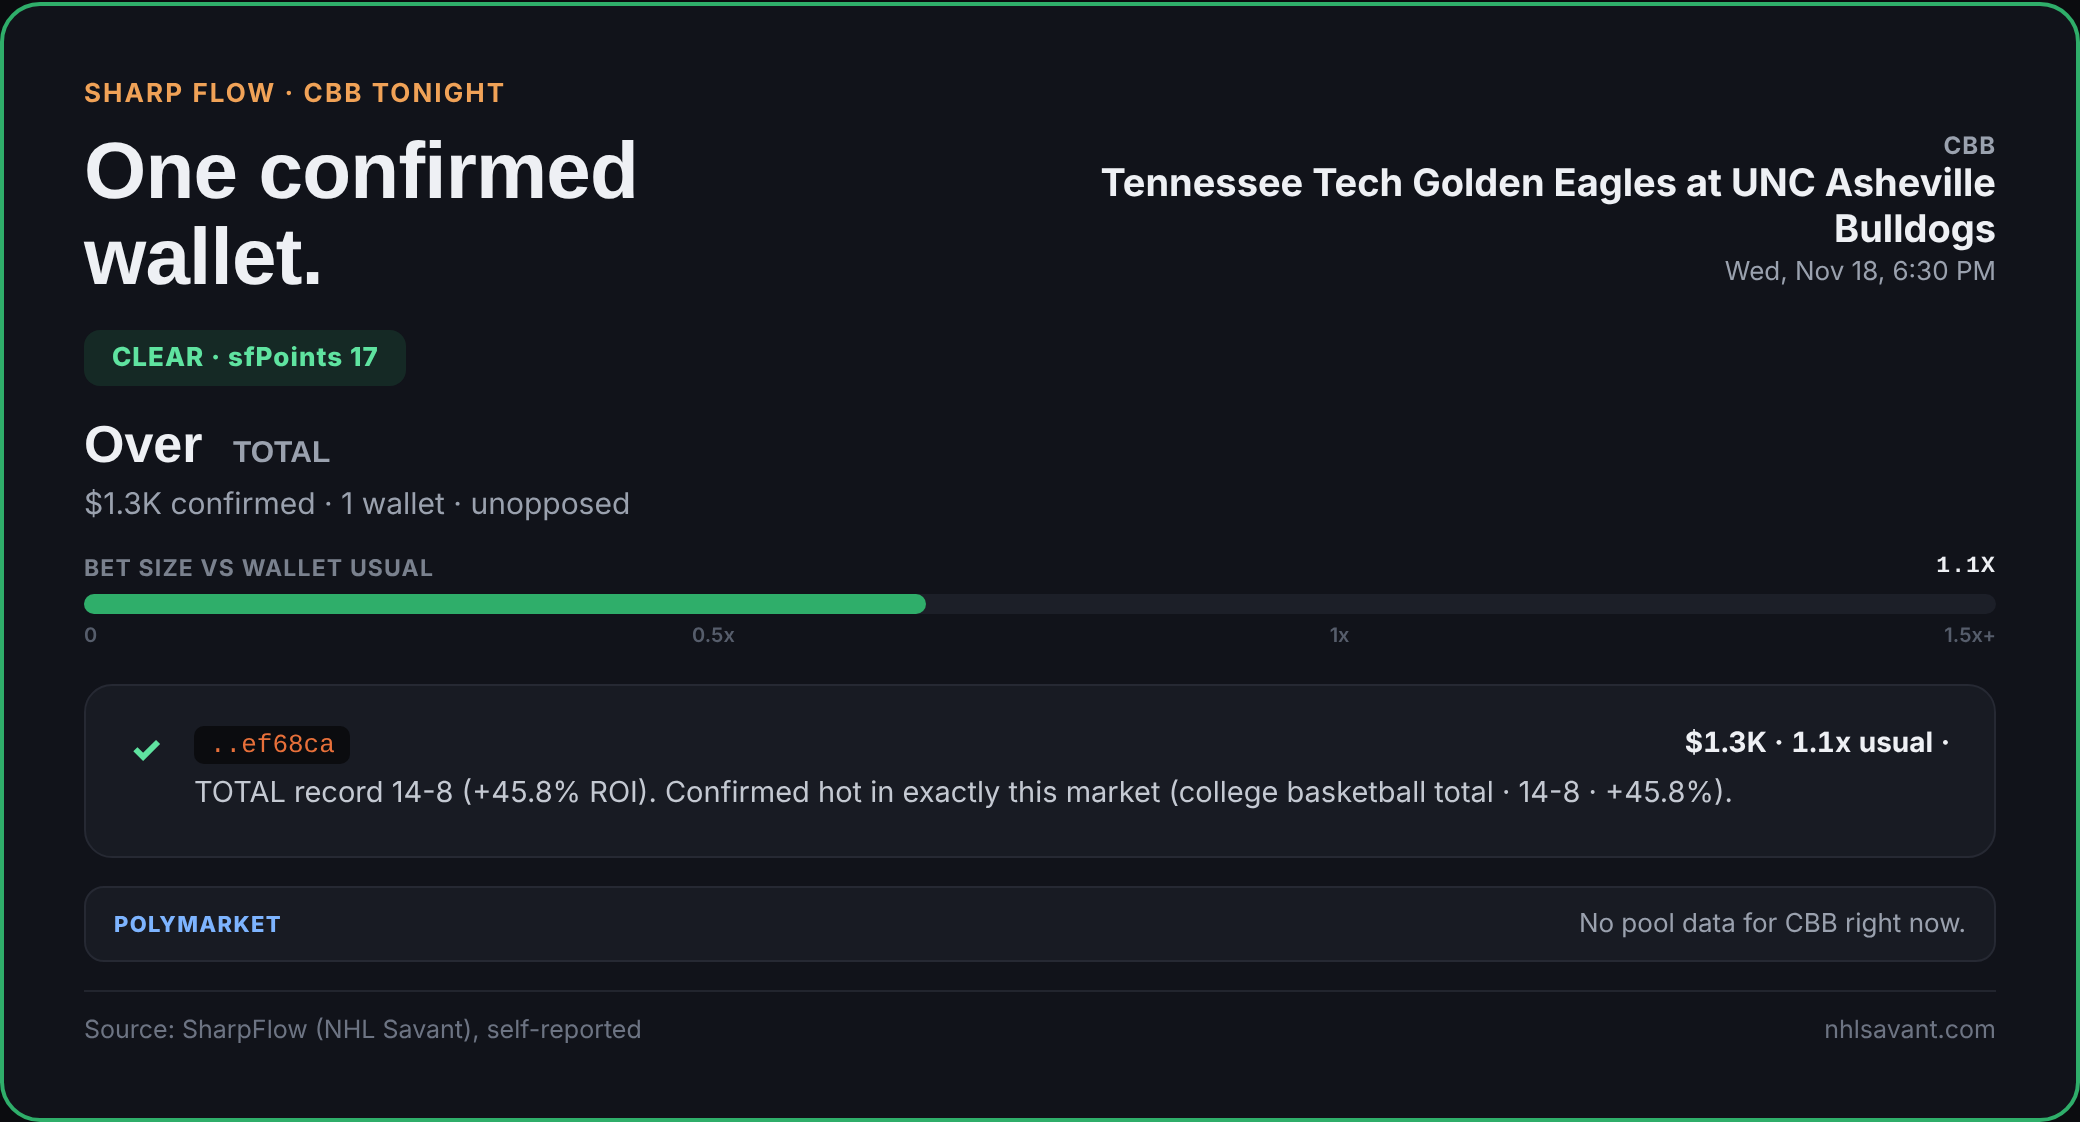 SHARP FLOW · CBB TONIGHT
One confirmed
wallet.
CBB
Tennessee Tech Golden Eagles at UNC Asheville
Bulldogs
Wed, Nov 18, 6:30 PM
CLEAR · sfPoints 17
Over TOTAL
$1.3K confirmed · 1 wallet · unopposed
BET SIZE VS WALLET USUAL 1.1X
0 0.5x 1x 1.5x+
..ef68ca $1.3K · 1.1x usual ·
TOTAL record 14-8 (+45.8% ROI). Confirmed hot in exactly this market (college basketball total · 14-8 · +45.8%).
POLYMARKET No pool data for CBB right now.
Source: SharpFlow (NHL Savant), self-reported nhlsavant.com